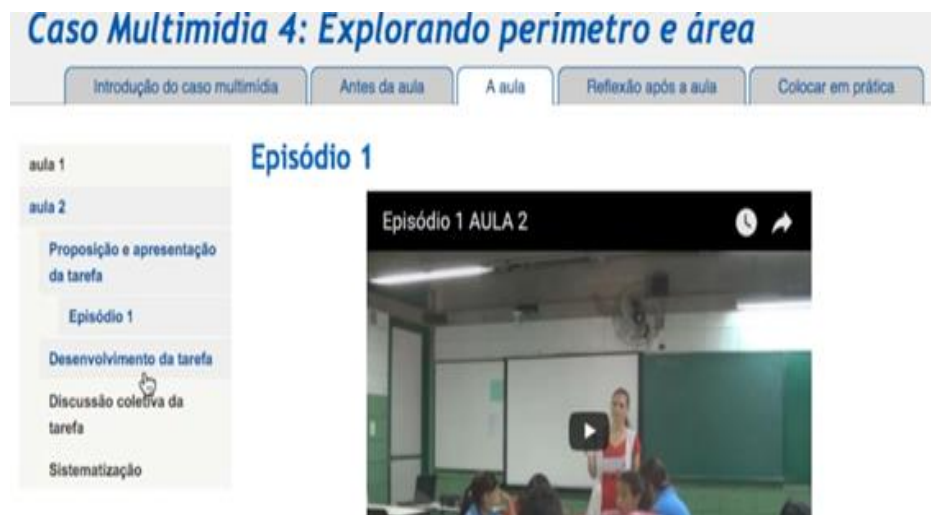 Caso Multimídia 4: Explorando perímetro e área
Introdução do caso multimídia
Antes da aula
A aula
Reflexão após a aula
Colocar em prática
aula 1
aula 2
Proposição e apresentação
da tarefa
Episódio 1
Desenvolvimento da tarefa
Discussão coletiva da
tarefa
Sistematização
Episódio 1
Episódio 1 AULA 2